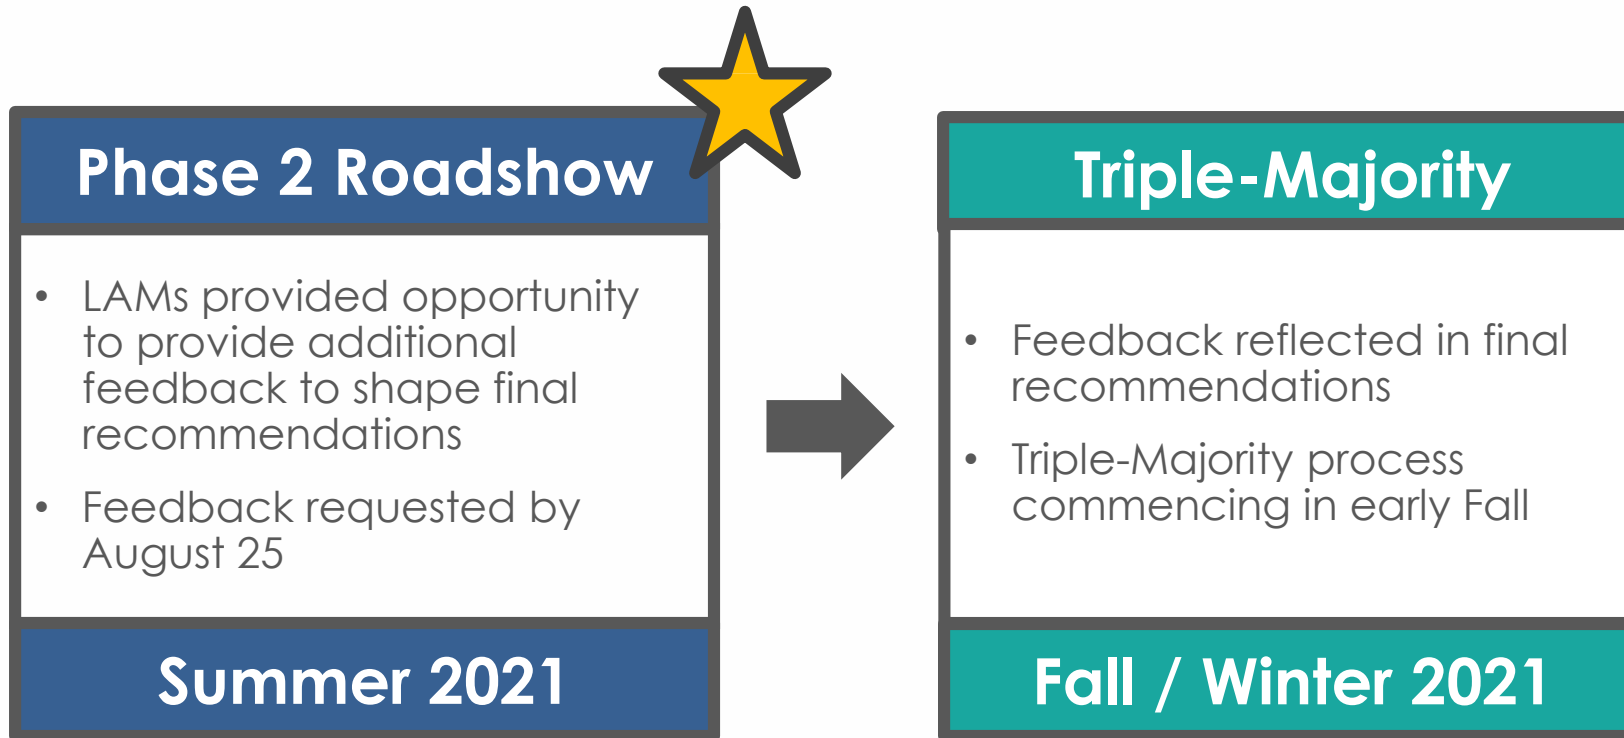 Phase 2 Roadshow
• LAMs provided opportunity
to provide additional
feedback to shape final
recommendations
• Feedback requested by
August 25
Summer 2021
Triple-Majority
• Feedback reflected in final
recommendations
• Triple-Majority process
commencing in early Fall
Fall / Winter 2021